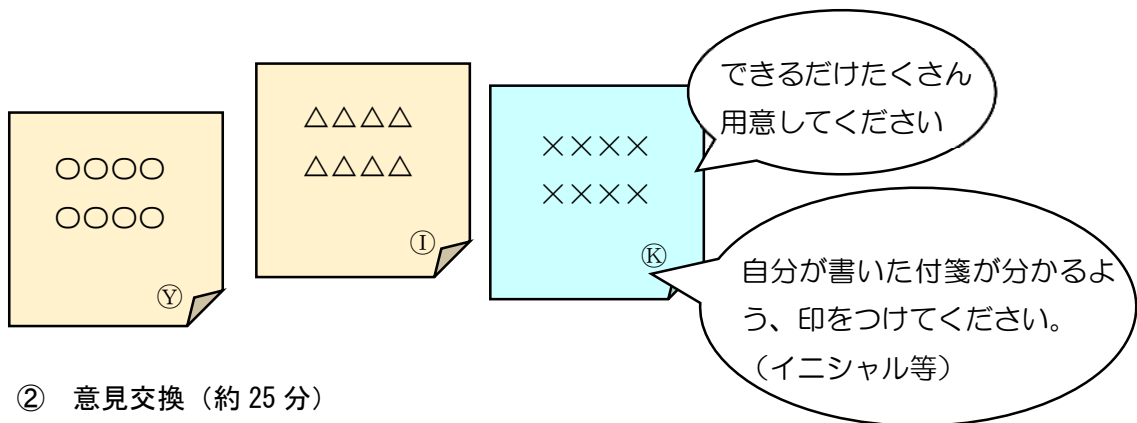 ○○○○
○○○○
Ⓨ
△△△△
△△△△
Ⓘ
××××
××××
Ⓚ
できるだけたくさん
用意してください
自分が書いた付箋が分かるよ
う、印をつけてください。
（イニシャル等）
② 意見交換（約 25 分）